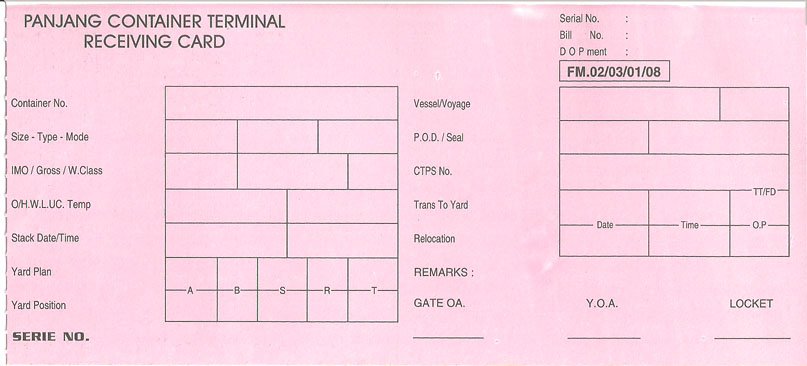 PANJANG CONTAINER TERMINAL
RECEIVING CARD
Serial No. :
Bill No. :
D O P ment :
FM.02/03/01/08
Container No.
Size - Type - Mode
IMO / Gross / W.Class
O/H.W.L.UC. Temp
Stack Date/Time
Yard Plan
A B S R T
Yard Position
SERIE NO.
Vessel/Voyage
P.O.D. / Seal
CTPS No.
TT/FD
Trans To Yard
Date Time O.P
Relocation
REMARKS :
GATE OA. Y.O.A. LOCKET